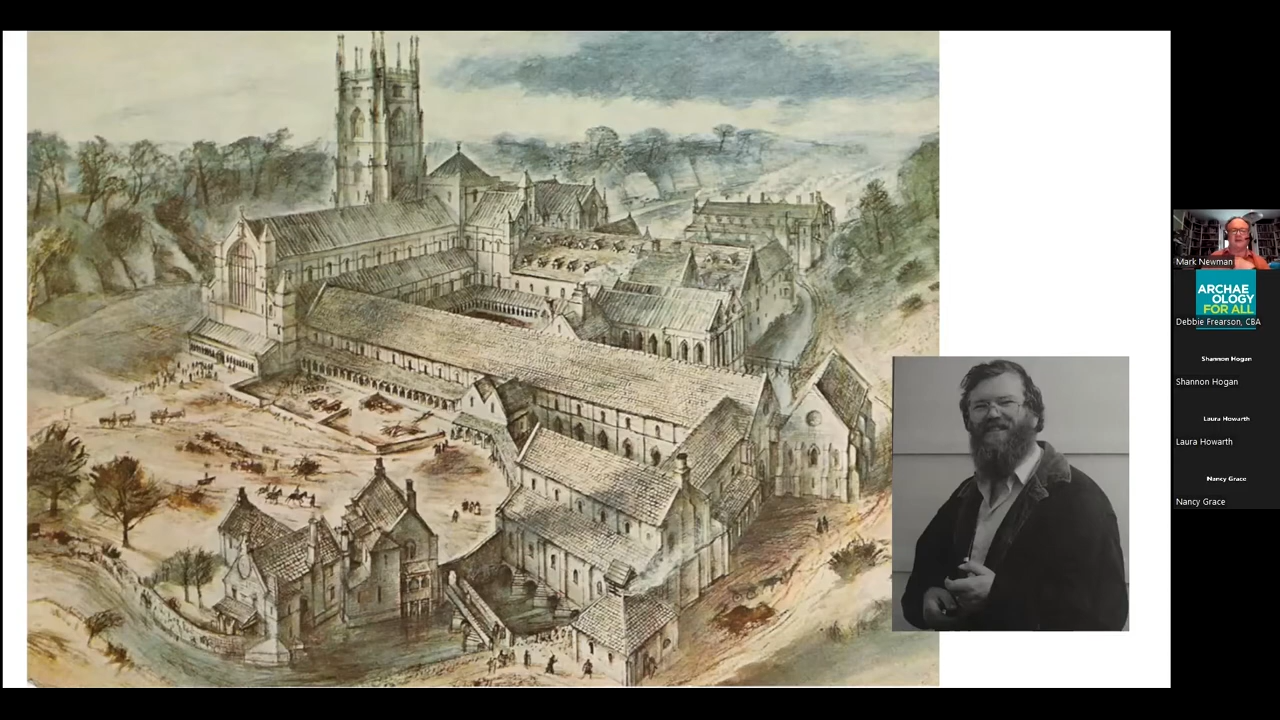 Mark Newman
ARCHAE
OLOGY
FOR ALL
Debbie Frearson, CBA
Shannon Hogan
Shannon Hogan
Laura Howarth
Laura Howarth
Nancy Grace
Nancy Grace